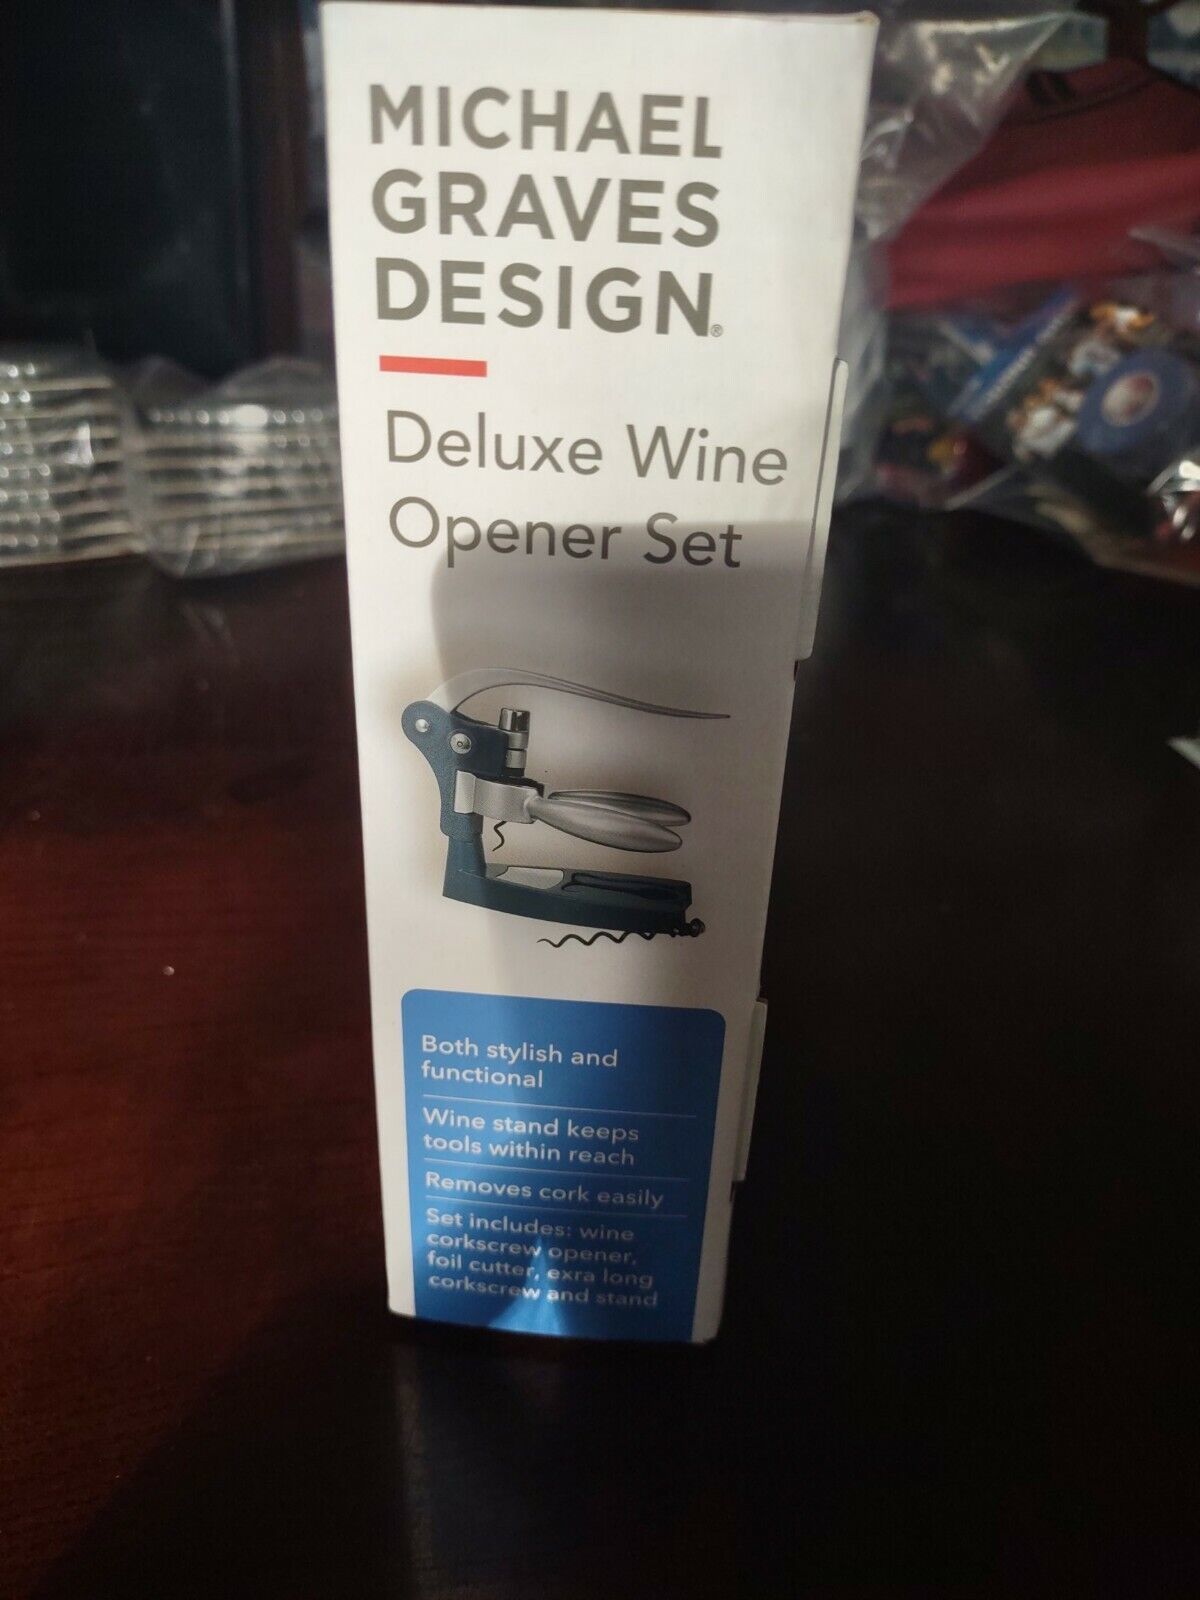 MICHAEL
GRAVES
DESIGN®
Deluxe Wine
Opener Set
Both stylish and
functional
Wine stand keeps
tools within reach
Removes cork easily
Set includes: wine
corkscrew opener,
foil cutter, exra long
corkscrew and stand